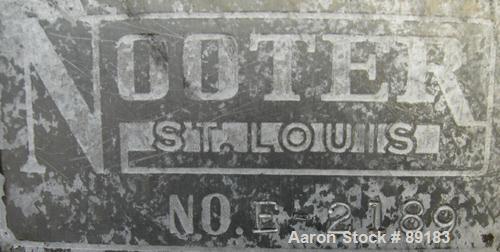 NOOTER
ST. LOUIS
NO. E-2189
Aaron Stock # 89183